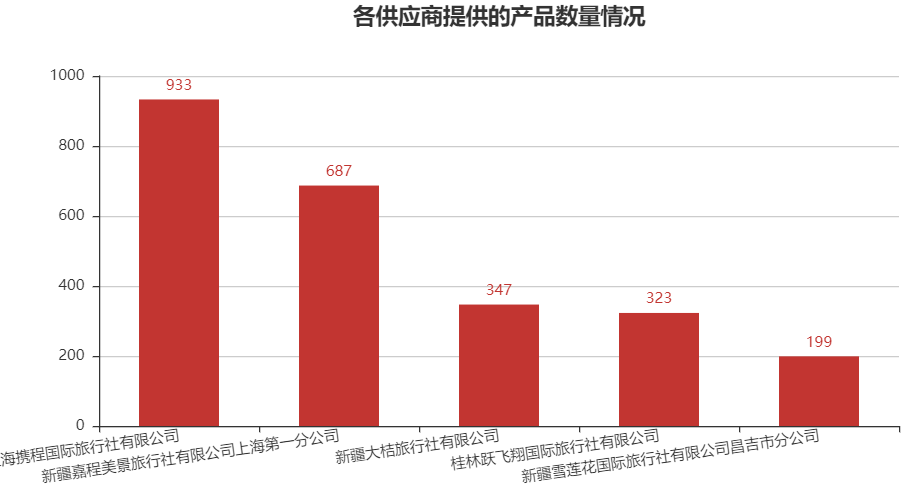 各供应商提供的产品数量情况
1000
800
600
400
200
0
933
687
347
323
199
海携程国际旅行社有限公司
新疆嘉程美景旅行社有限公司上海第一分公司
新疆大桔旅行社有限公司
桂林跃飞翔国际旅行社有限公司
新疆雪莲花国际旅行社有限公司昌吉市分公司